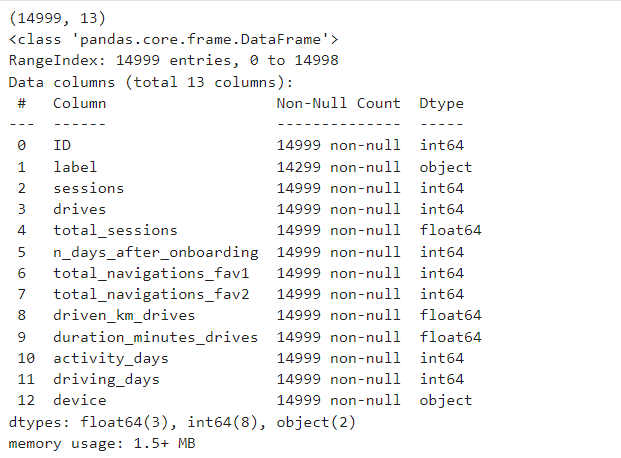 (14999, 13)
<class 'pandas.core.frame.DataFrame'>
RangeIndex: 14999 entries, 0 to 14998
Data columns (total 13 columns):
 #   Column                   Non-Null Count  Dtype
---  ------                   --------------  -----
 0   ID                       14999 non-null  int64
 1   label                    14299 non-null  object
 2   sessions                 14999 non-null  int64
 3   drives                   14999 non-null  int64
 4   total_sessions           14999 non-null  float64
 5   n_days_after_onboarding  14999 non-null  int64
 6   total_navigations_fav1   14999 non-null  int64
 7   total_navigations_fav2   14999 non-null  int64
 8   driven_km_drives         14999 non-null  float64
 9   duration_minutes_drives  14999 non-null  float64
 10  activity_days            14999 non-null  int64
 11  driving_days             14999 non-null  int64
 12  device                   14999 non-null  object
dtypes: float64(3), int64(8), object(2)
memory usage: 1.5+ MB